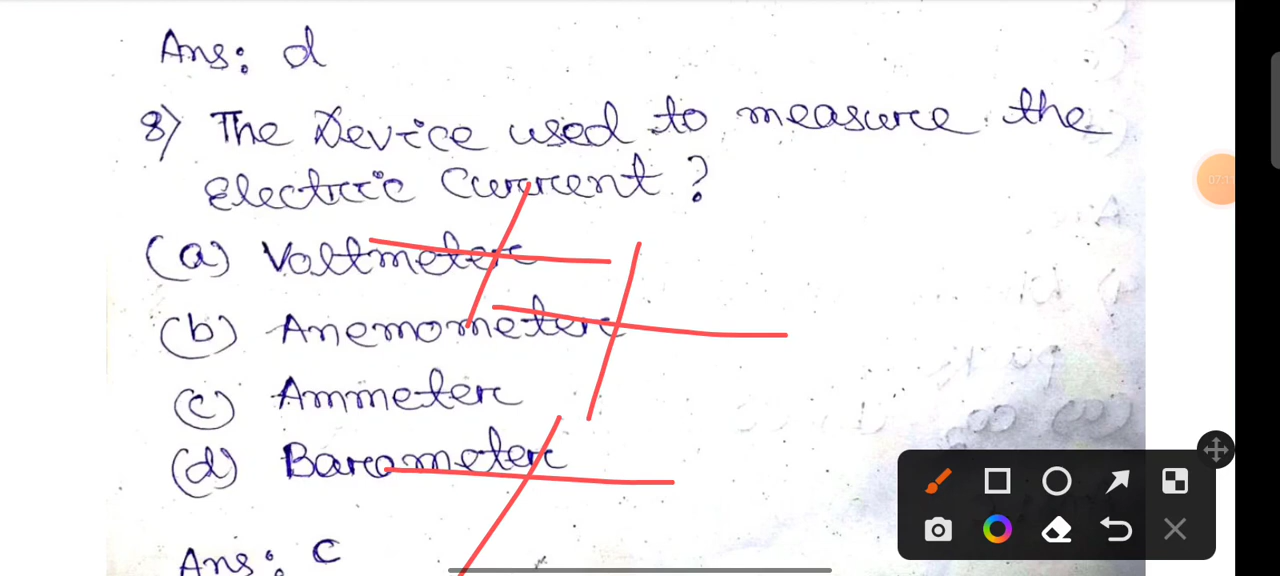 Ans: d
8) The Device used to measure the
Electric Current ?
(a) Voltmeter
(b) Anemometer
(c) Ammeter
(d) Barometer
Ans: c